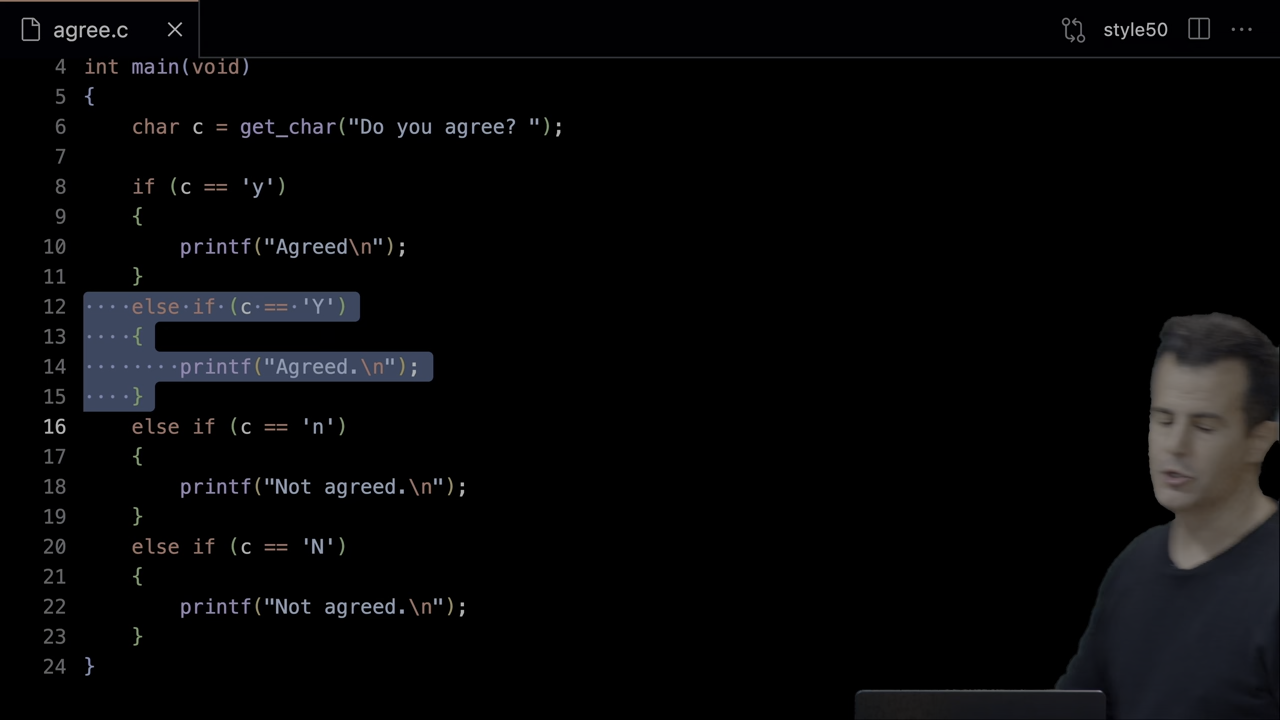 agree.c
style50
4 int main(void)
5 {
6     char c = get_char("Do you agree? ");
7
8     if (c == 'y')
9     {
10         printf("Agreed\n");
11     }
12 ····else·if·(c·==·'Y')
13 ····{
14 ········printf("Agreed.\n");
15 ····}
16     else if (c == 'n')
17     {
18         printf("Not agreed.\n");
19     }
20     else if (c == 'N')
21     {
22         printf("Not agreed.\n");
23     }
24 }